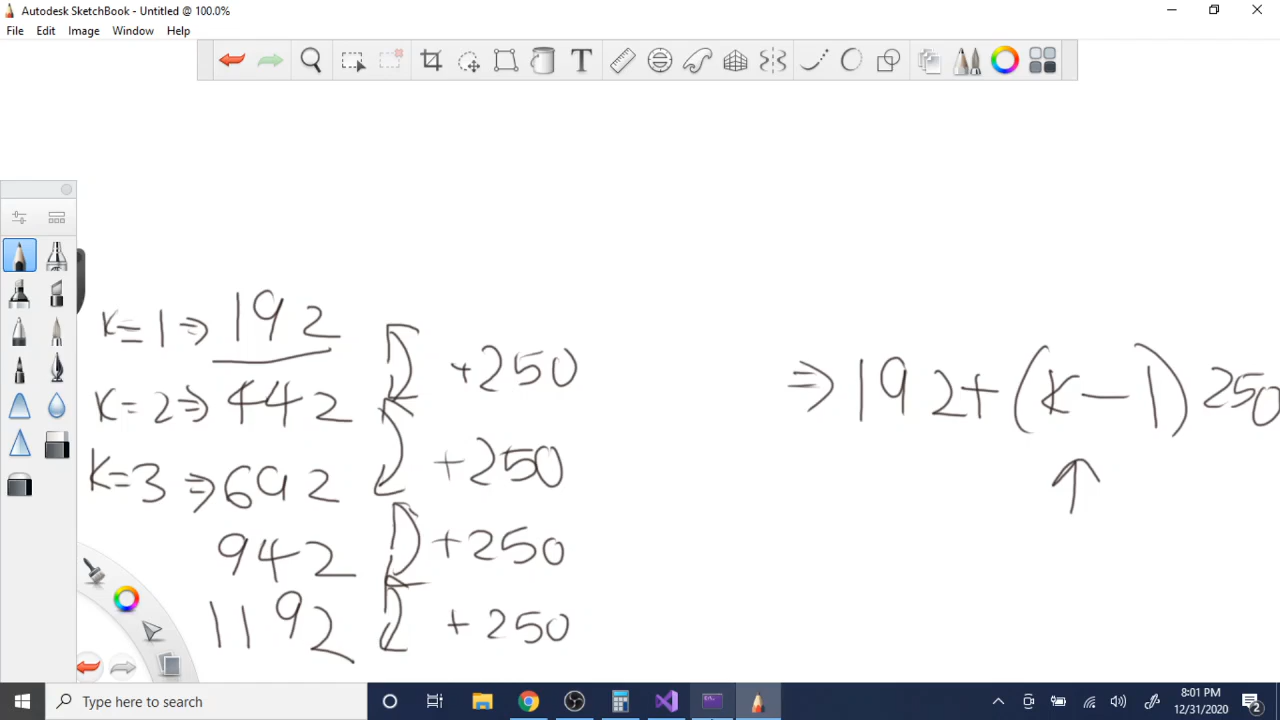 Autodesk SketchBook - Untitled @ 100.0%
File Edit Image Window Help
T
K=1 ⇒ 192
+250
K=2 ⇒ 442
+250
K=3 ⇒ 692
+250
942
+250
1192
⇒ 192+(K-1)250
Type here to search
8:01 PM
12/31/2020
2